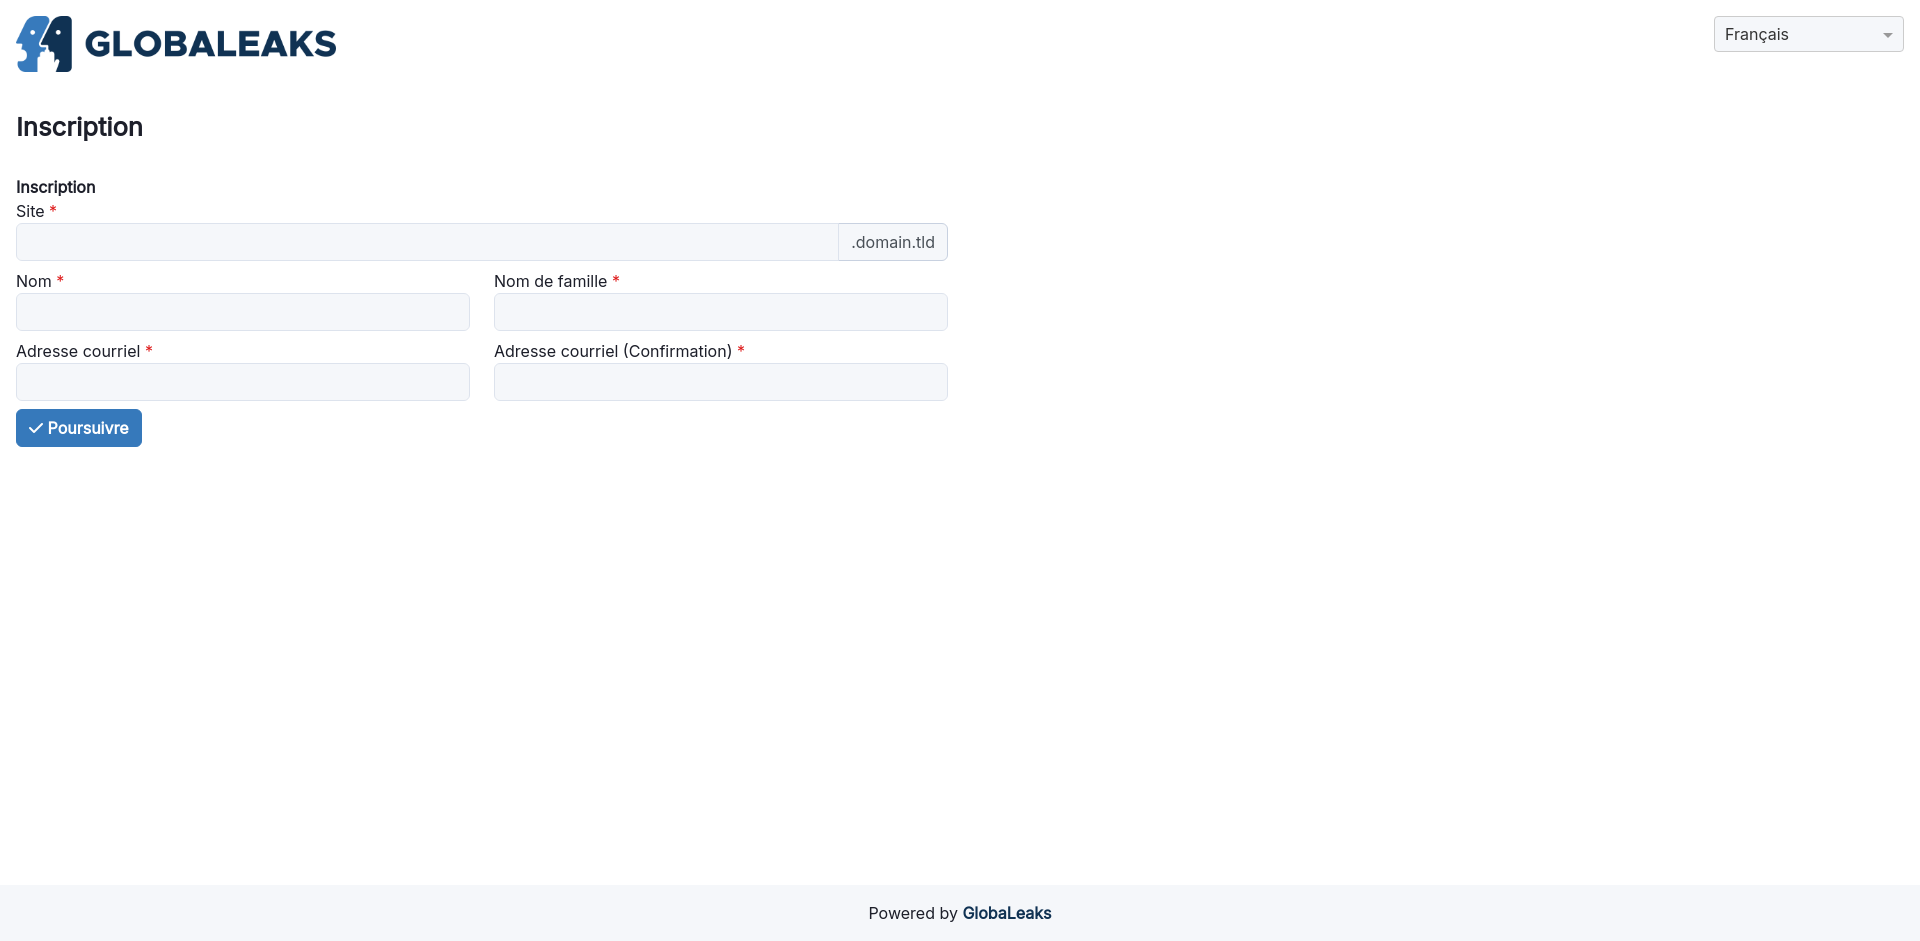 GLOBALEAKS
Français
Inscription
Inscription
Site *
.domain.tld
Nom *
Nom de famille *
Adresse courriel *
Adresse courriel (Confirmation) *
Poursuivre
Powered by GlobaLeaks